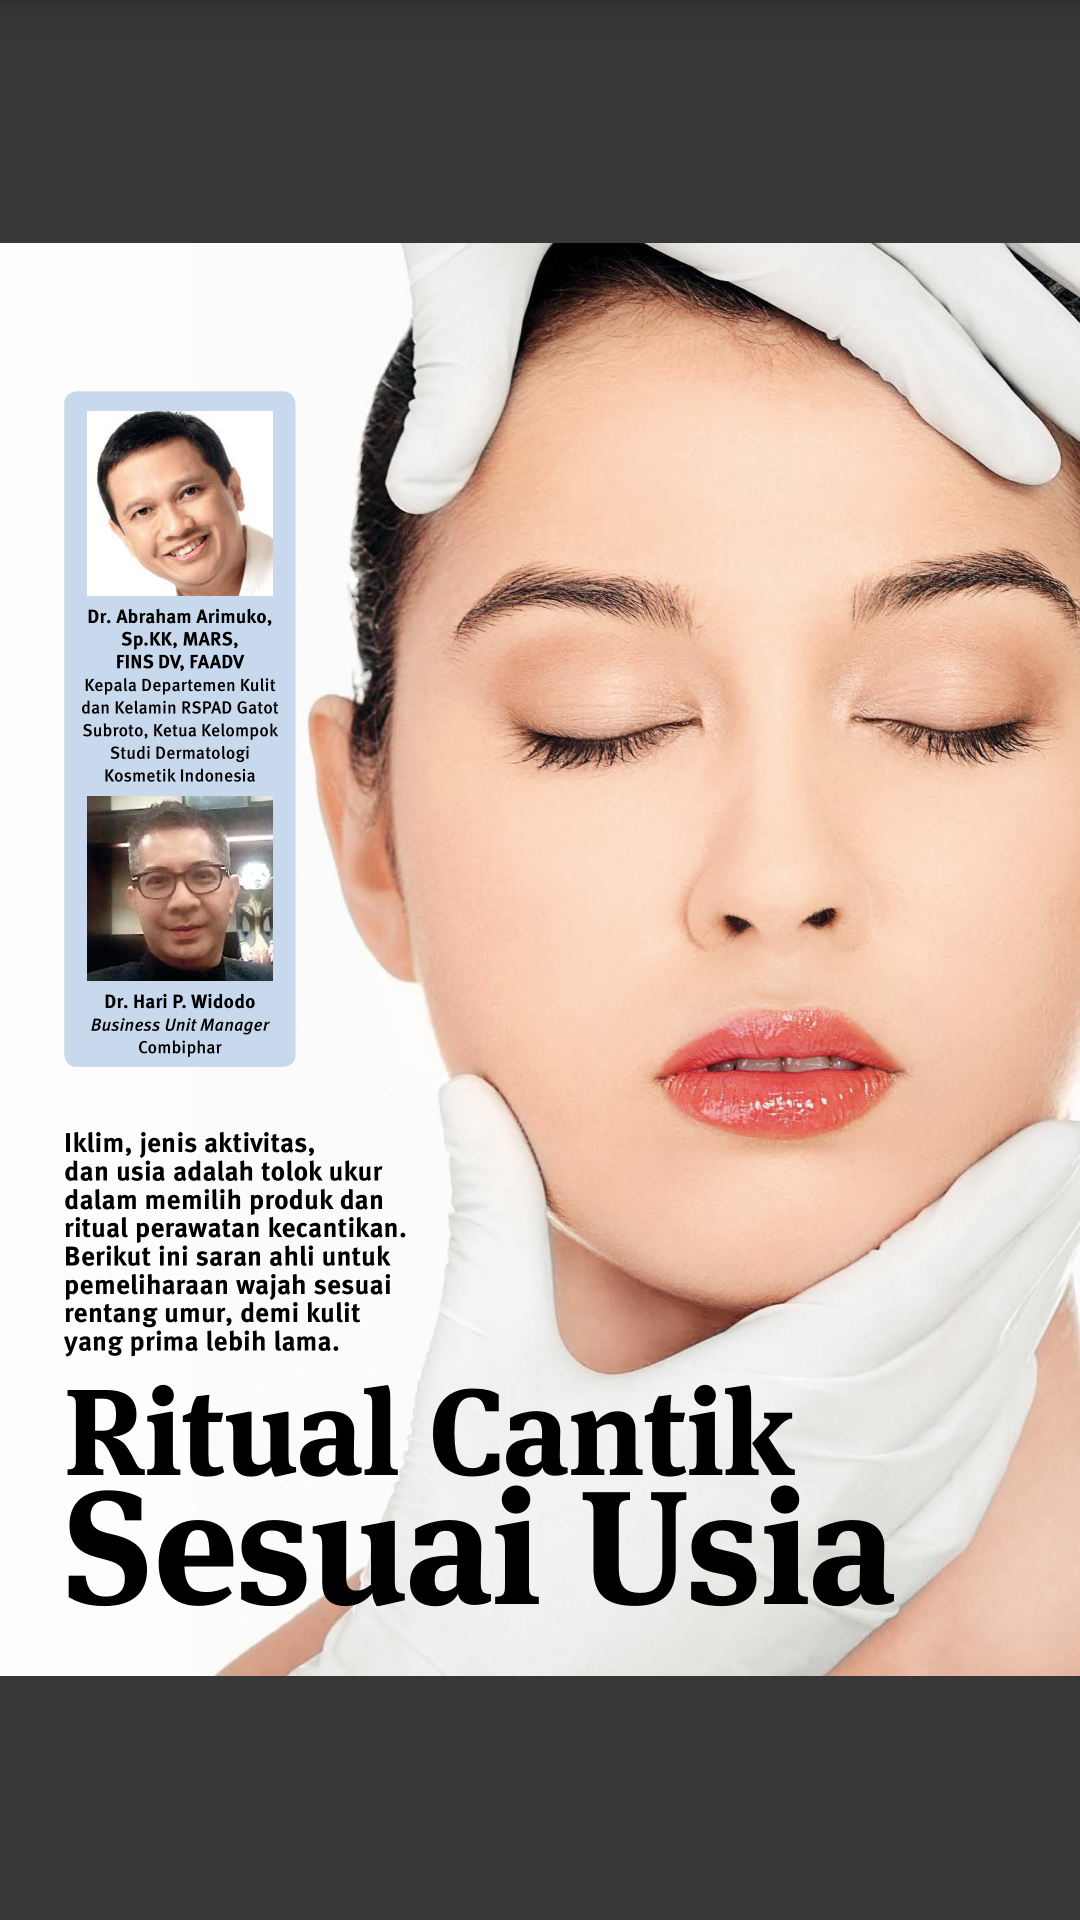 Dr. Abraham Arimuko,
Sp.KK, MARS,
FINS DV, FAADV
Kepala Departemen Kulit
dan Kelamin RSPAD Gatot
Subroto, Ketua Kelompok
Studi Dermatologi
Kosmetik Indonesia
Dr. Hari P. Widodo
Business Unit Manager
Combiphar
Iklim, jenis aktivitas,
dan usia adalah tolok ukur
dalam memilih produk dan
ritual perawatan kecantikan.
Berikut ini saran ahli untuk
pemeliharaan wajah sesuai
rentang umur, demi kulit
yang prima lebih lama.
Ritual Cantik
Sesuai Usia